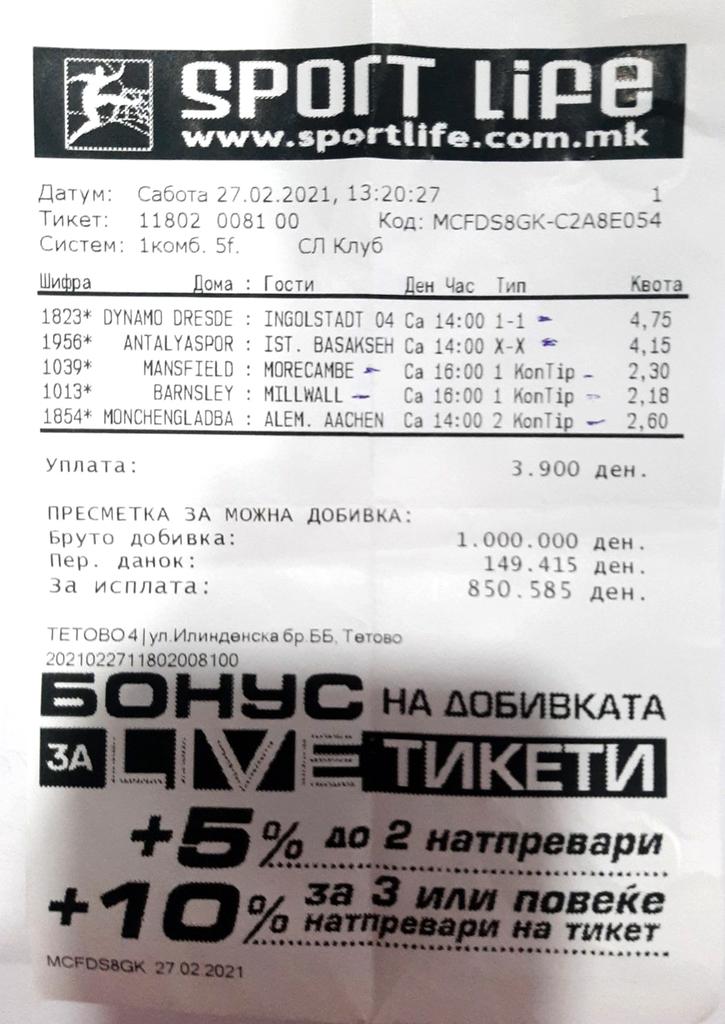 SPORT LiFe
www.sportlife.com.mk
Датум: Сабота 27.02.2021, 13:20:27 1
Тикет: 11802 0081 00 Код: MCFDS8GK-C2A8E054
Систем: 1комб. 5f. СЛ Клуб
Шифра Дома : Гости Ден Час Тип Квота
1823* DYNAMO DRESDE : INGOLSTADT 04 Са 14:00 1-1 4,75
1956* ANTALYASPOR : IST. BASAKSEH Са 14:00 X-X 4,15
1039* MANSFIELD : MORECAMBE Са 16:00 1 KonTip 2,30
1013* BARNSLEY : MILLWALL Са 16:00 1 KonTip 2,18
1854* MONCHENGLADBA : ALEM. AACHEN Са 14:00 2 KonTip 2,60
Уплата: 3.900 ден.
ПРЕСМЕТКА ЗА МОЖНА ДОБИВКА:
Бруто добивка: 1.000.000 ден.
Пер. данок: 149.415 ден.
За исплата: 850.585 ден.
ТЕТОВО 4 | ул.Илинденска бр.ББ, Тетово
2021022711802008100
БОНУС НА ДОБИВКАТА
ЗА LIVE ТИКЕТИ
+5% до 2 натпревари
+10% за 3 или повеќе
натпревари на тикет
MCFDS8GK 27.02.2021